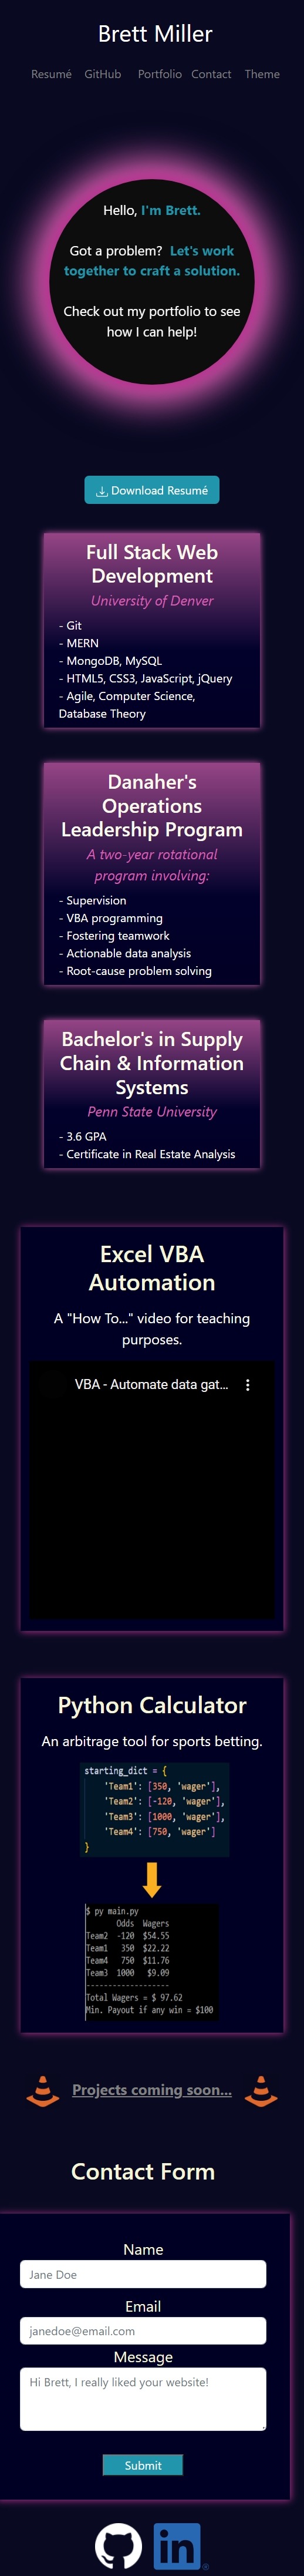 Brett Miller
Resumé GitHub Portfolio Contact Theme
Hello, I'm Brett.
Got a problem? Let's work
together to craft a solution.
Check out my portfolio to see
how I can help!
Download Resumé
Full Stack Web
Development
University of Denver
- Git
- MERN
- MongoDB, MySQL
- HTML5, CSS3, JavaScript, jQuery
- Agile, Computer Science,
Database Theory
Danaher's
Operations
Leadership Program
A two-year rotational
program involving:
- Supervision
- VBA programming
- Fostering teamwork
- Actionable data analysis
- Root-cause problem solving
Bachelor's in Supply
Chain & Information
Systems
Penn State University
- 3.6 GPA
- Certificate in Real Estate Analysis
Excel VBA
Automation
A "How To..." video for teaching
purposes.
VBA - Automate data gat...
Python Calculator
An arbitrage tool for sports betting.
starting_dict = {
'Team1': [350, 'wager'],
'Team2': [-120, 'wager'],
'Team3': [1000, 'wager'],
'Team4': [750, 'wager']
}
$ py main.py
Odds Wagers
Team2 -120 $54.55
Team1 350 $22.22
Team4 750 $11.76
Team3 1000 $9.09
-------------------
Total Wagers = $ 97.62
Min. Payout if any win = $100
Projects coming soon...
Contact Form
Name
Jane Doe
Email
janedoe@email.com
Message
Hi Brett, I really liked your website!
Submit
in®